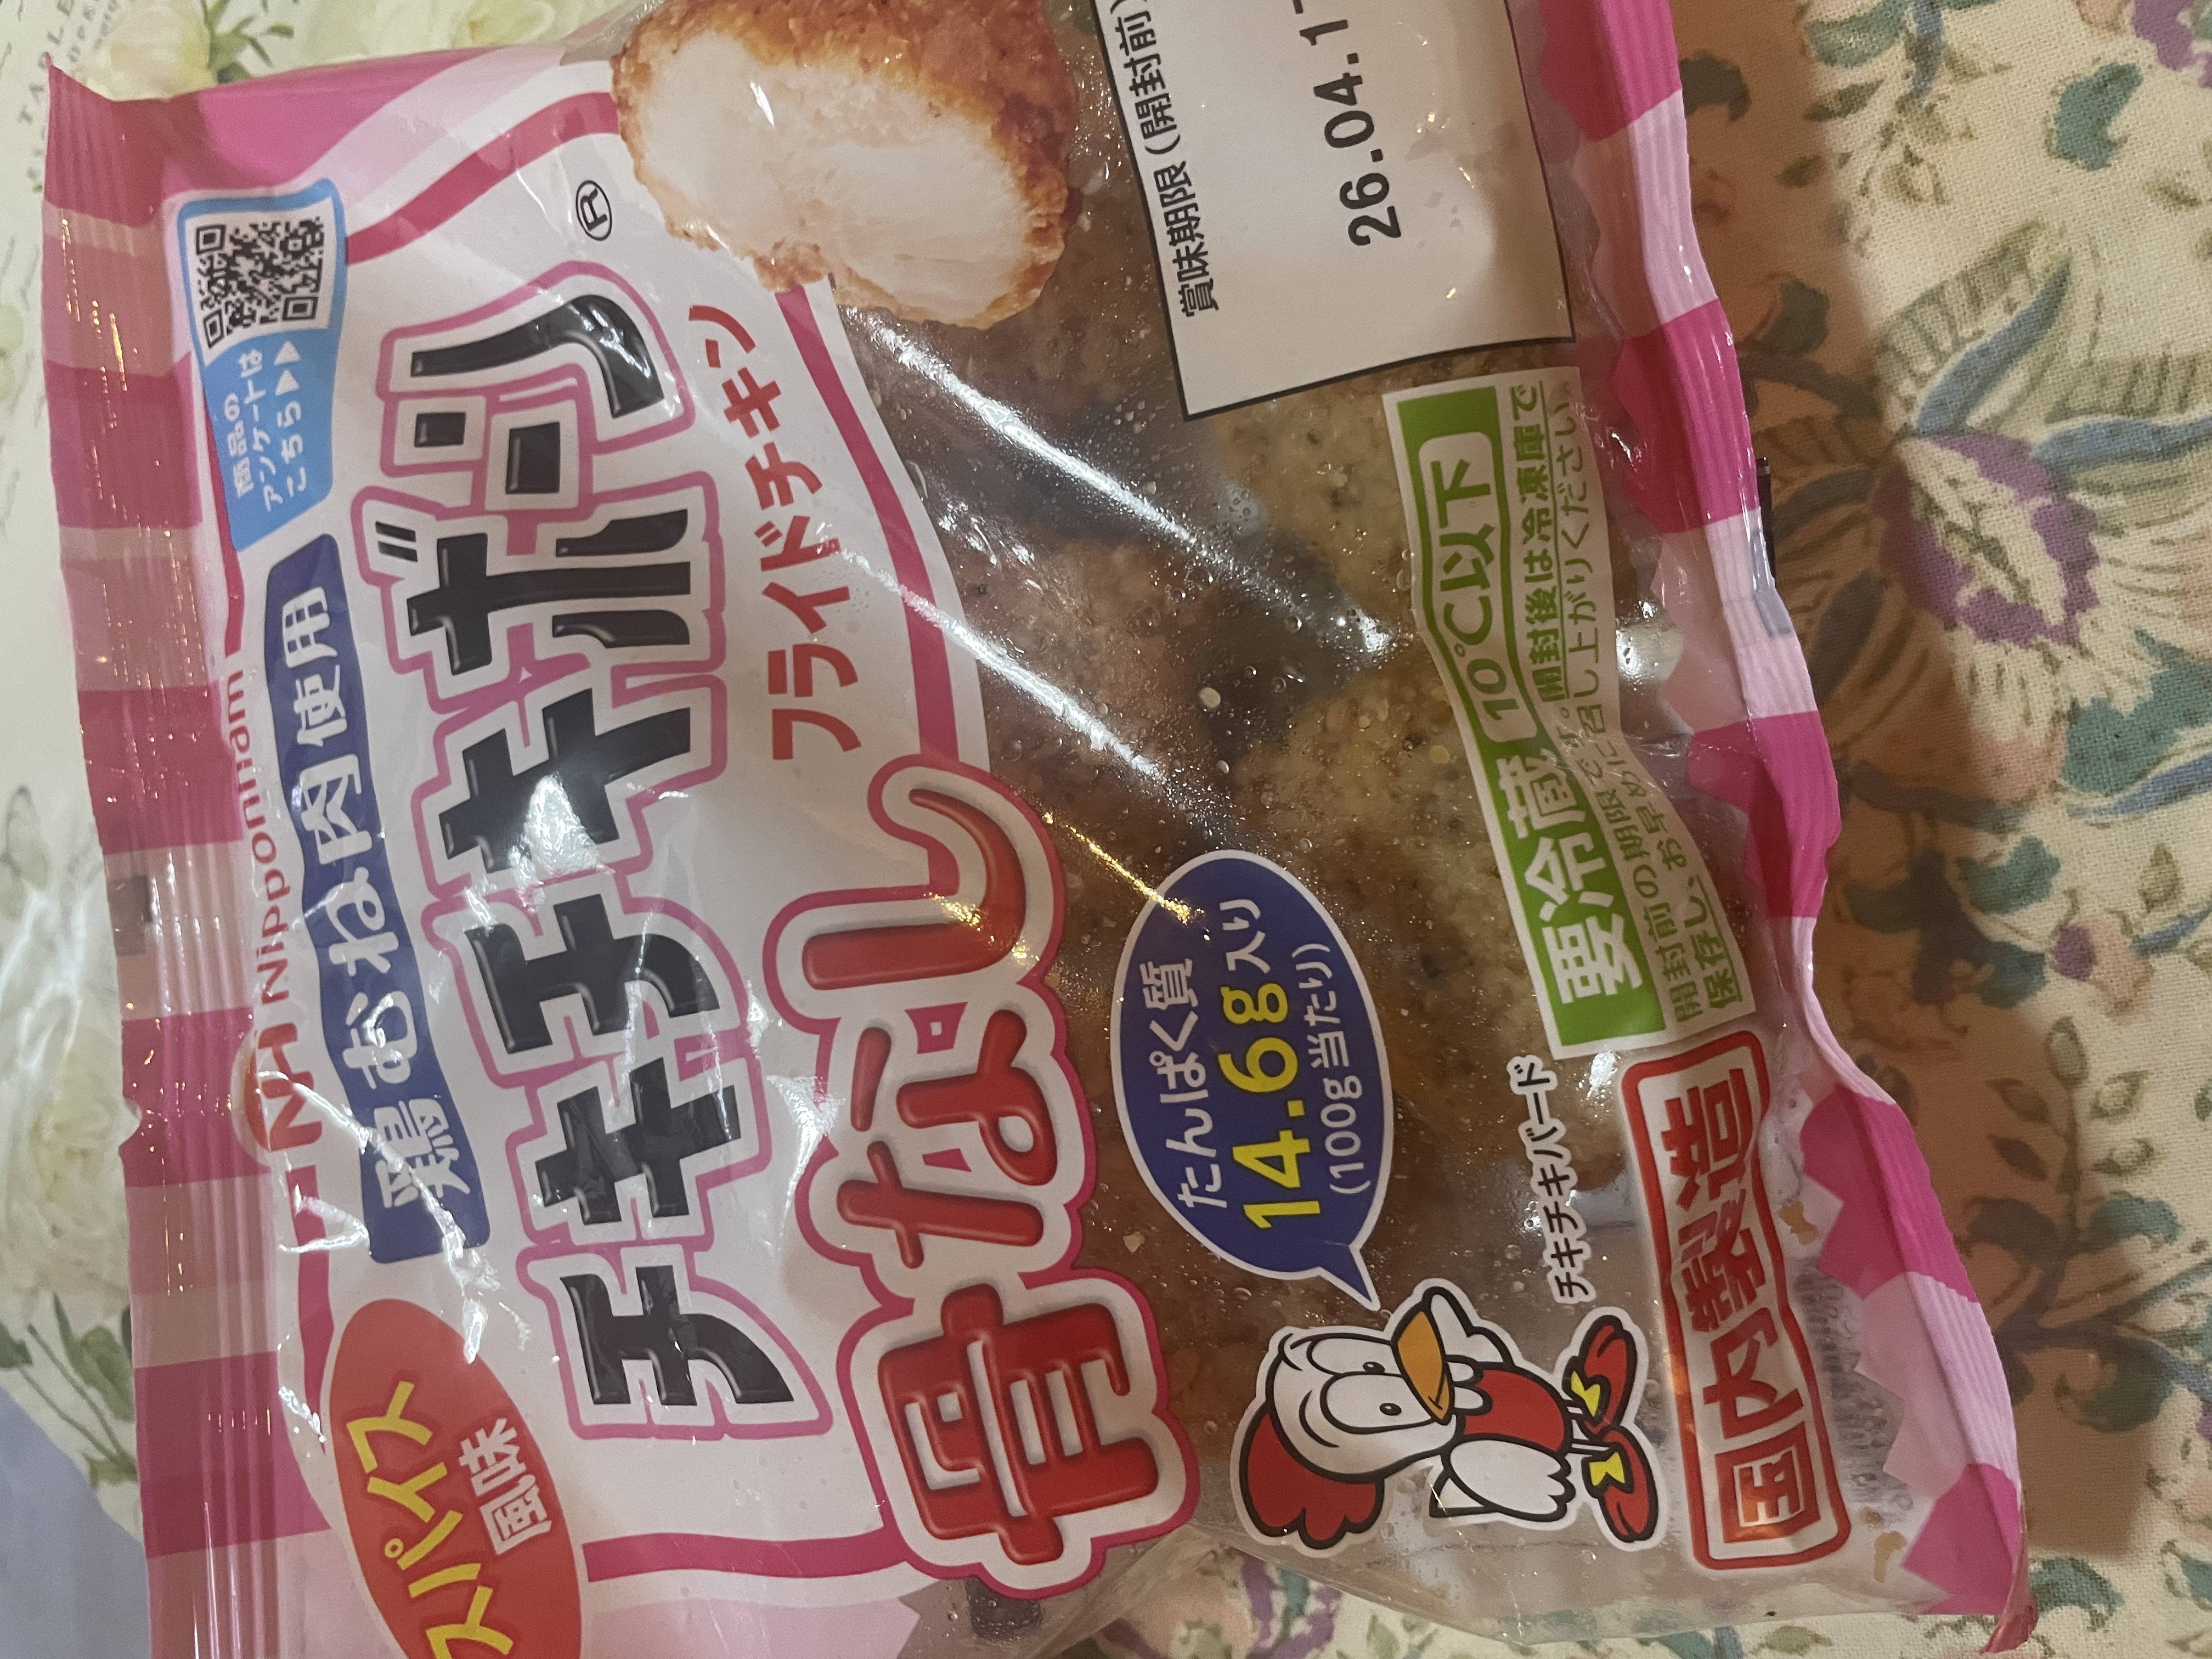 NH Nipponham
商品の
アンケートは
こちら▶▶
鶏むね肉使用
スパイス
風味
チキチキボーン®
フライドチキン
骨なし
たんぱく質
14.6g入り
(100g当たり)
チキチキバード
国内製造
要冷蔵 10℃以下
開封前の期限です。開封後は冷凍庫で
保存し、お早めに召し上がりください。
賞味期限(開封前)
26.04.1